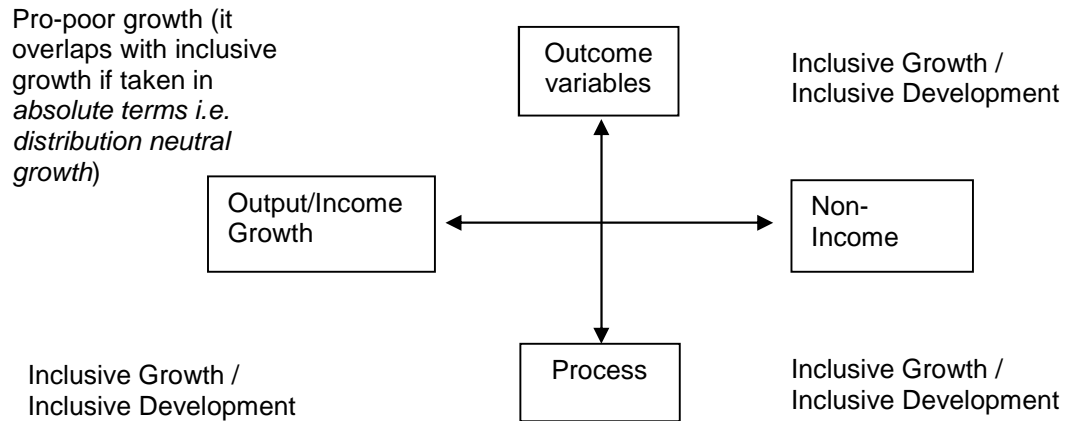 Pro-poor growth (it
overlaps with inclusive
growth if taken in
absolute terms i.e.
distribution neutral
growth)
Outcome
variables
Inclusive Growth /
Inclusive Development
Output/Income
Growth
Non-
Income
Inclusive Growth /
Inclusive Development
Process
Inclusive Growth /
Inclusive Development